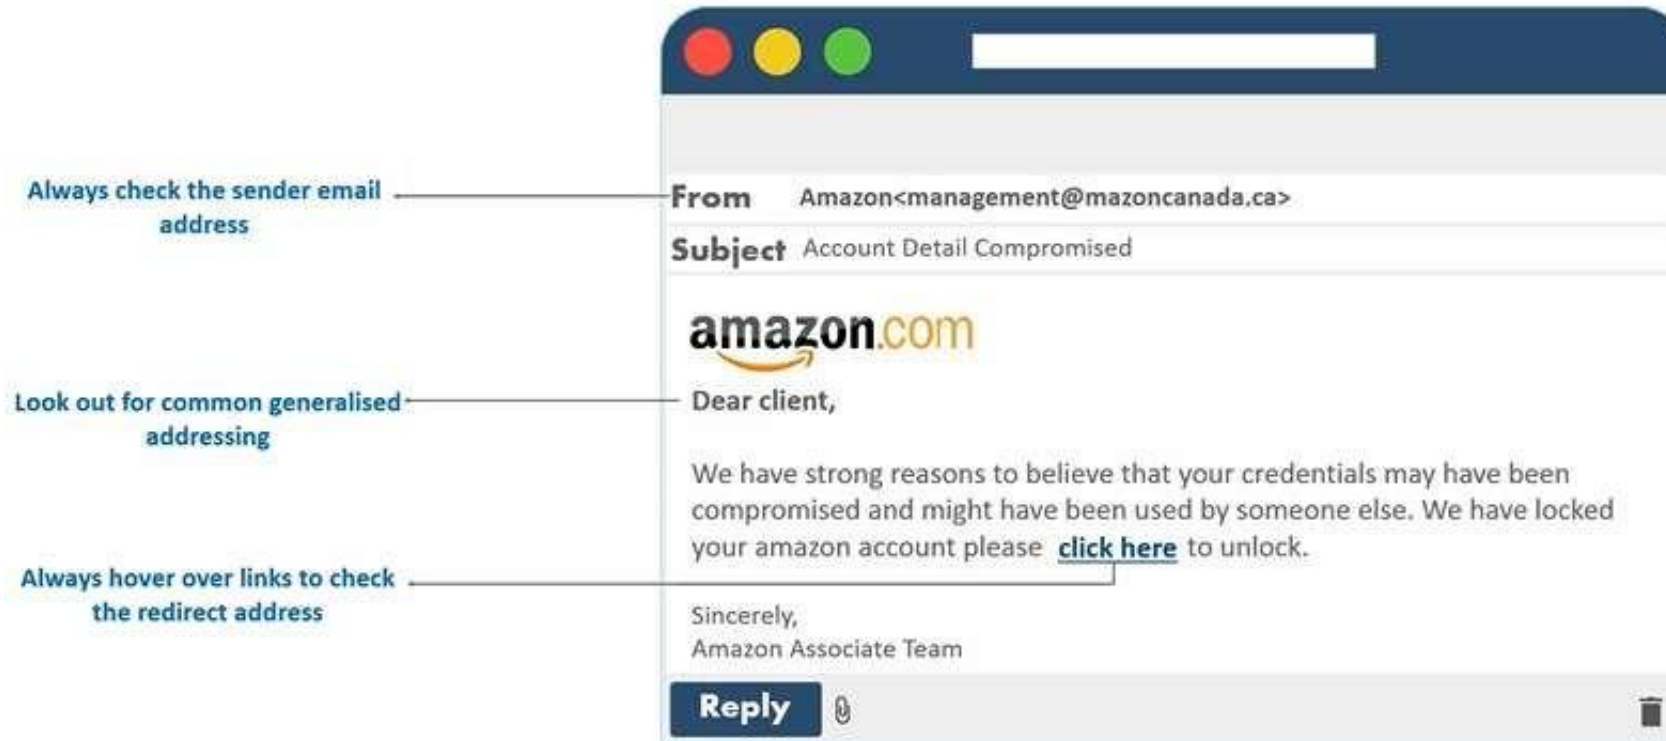 Always check the sender email
address
From Amazon<management@mazoncanada.ca>
Subject Account Detail Compromised
amazon.com
Look out for common generalised
addressing
Dear client,
We have strong reasons to believe that your credentials may have been
compromised and might have been used by someone else. We have locked
your amazon account please click here to unlock.
Always hover over links to check
the redirect address
Sincerely,
Amazon Associate Team
Reply